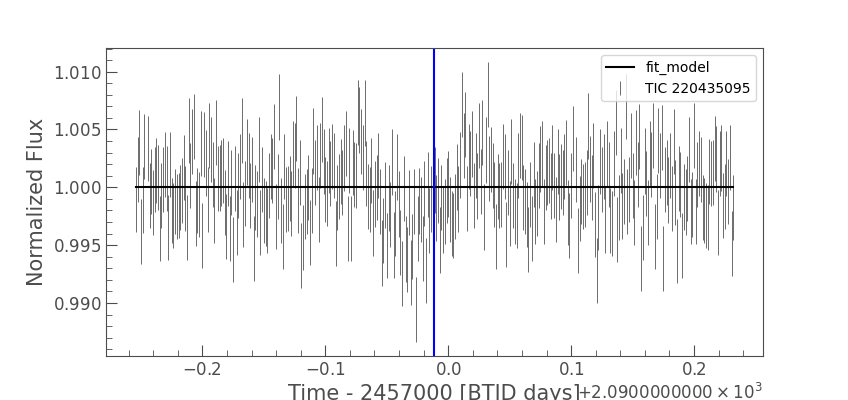 1.010
1.005
1.000
0.995
0.990
Normalized Flux
fit_model
TIC 220435095
−0.2
−0.1
0.0
0.1
0.2
Time - 2457000 [BTJD days]
+2.0900000000 × 10³